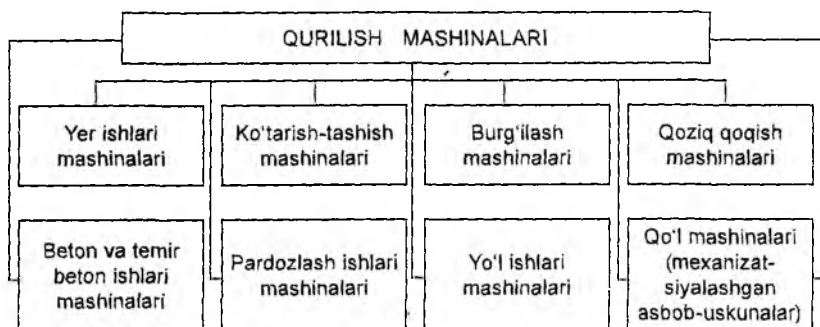 QURILISH MASHINALARI
Yer ishlari
mashinalari
Ko‘tarish-tashish
mashinalari
Burg‘ilash
mashinalari
Qoziq qoqish
mashinalari
Beton va temir
beton ishlari
mashinalari
Pardozlash ishlari
mashinalari
Yo‘l ishlari
mashinalari
Qo‘l mashinalari
(mexanizat-
siyalashgan
asbob-uskunalar)